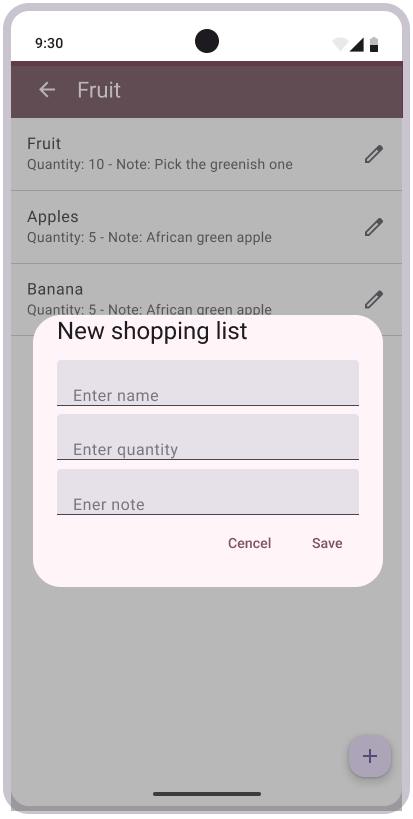 9:30
Fruit
Fruit
Quantity: 10 - Note: Pick the greenish one
Apples
Quantity: 5 - Note: African green apple
Banana
Quantity: 5 - Note: African green apple
New shopping list
Enter name
Enter quantity
Ener note
Cencel Save